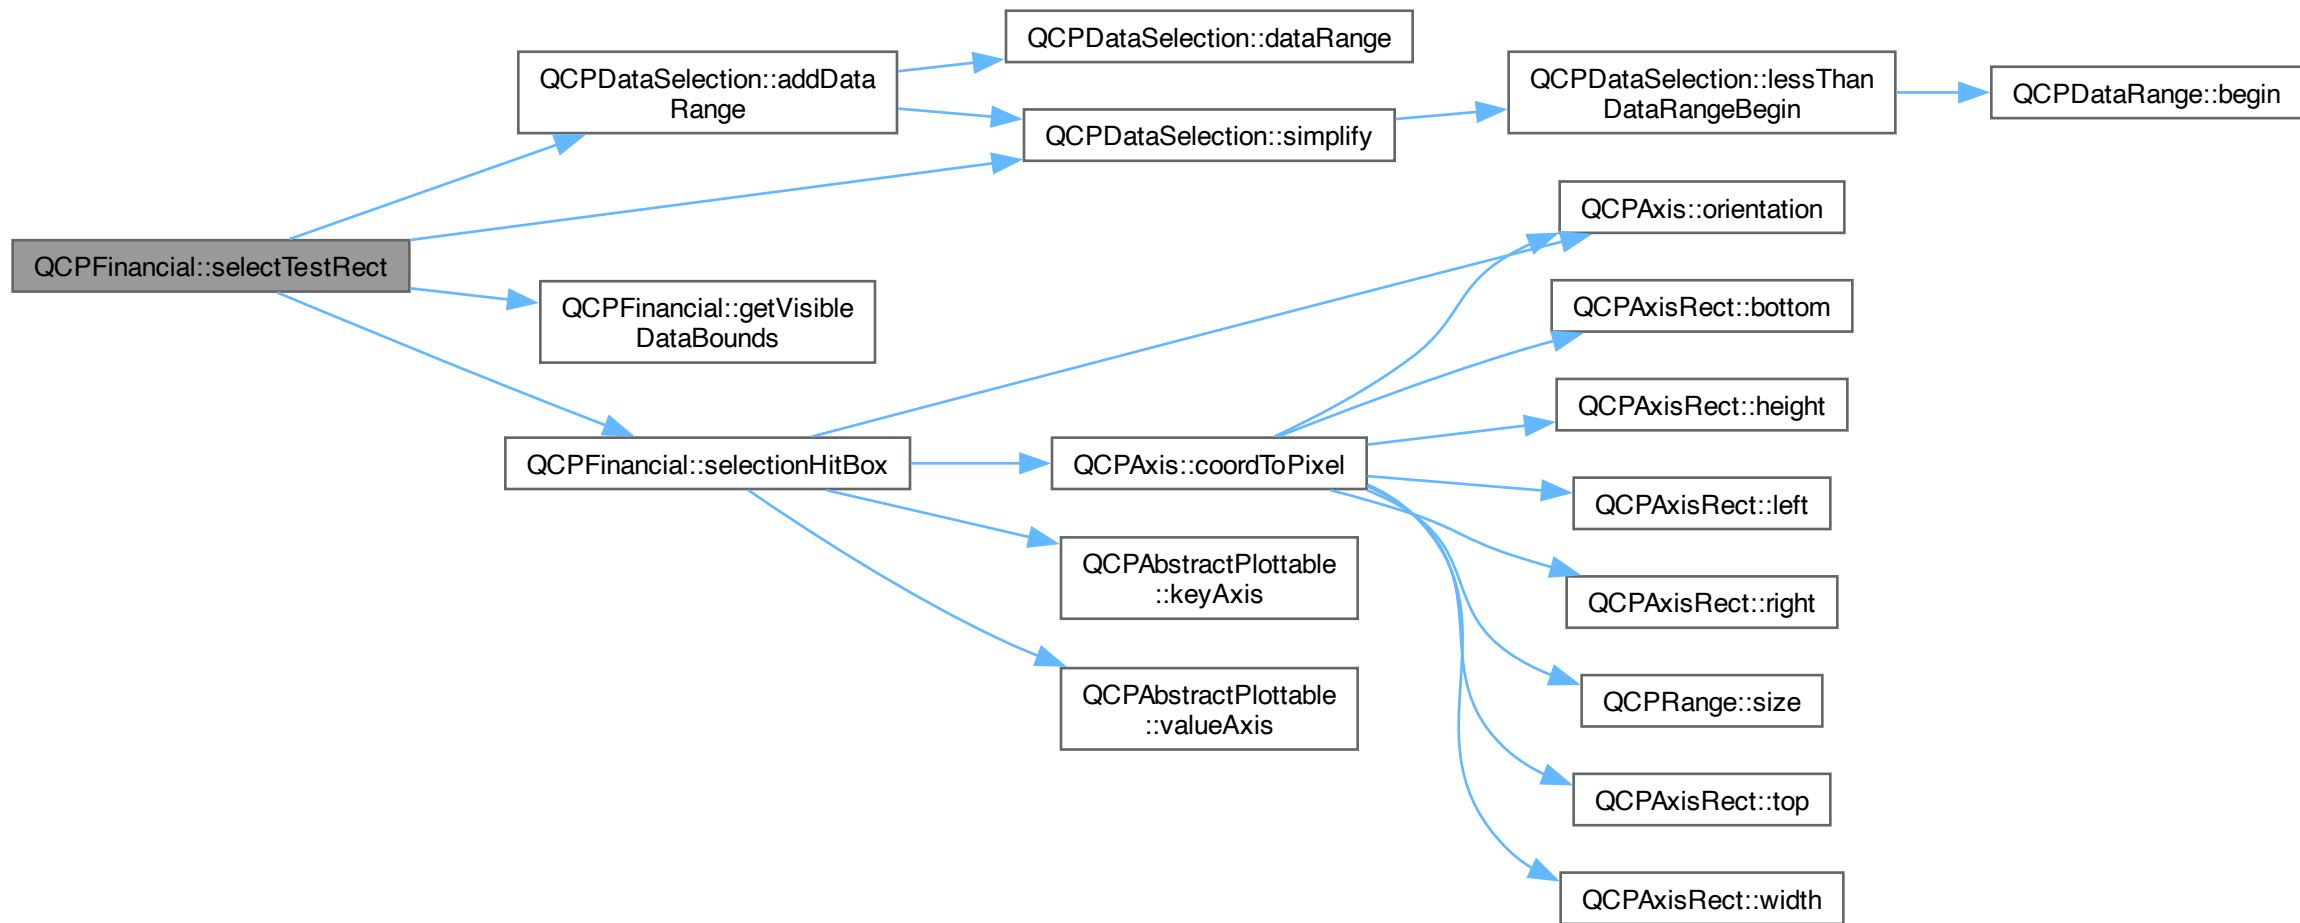 QCPFinancial::selectTestRect
QCPDataSelection::addData
Range
QCPDataSelection::dataRange
QCPDataSelection::simplify
QCPDataSelection::lessThan
DataRangeBegin
QCPDataRange::begin
QCPFinancial::getVisible
DataBounds
QCPFinancial::selectionHitBox
QCPAxis::coordToPixel
QCPAxis::orientation
QCPAxisRect::bottom
QCPAxisRect::height
QCPAxisRect::left
QCPAxisRect::right
QCPRange::size
QCPAxisRect::top
QCPAxisRect::width
QCPAbstractPlottable
::keyAxis
QCPAbstractPlottable
::valueAxis